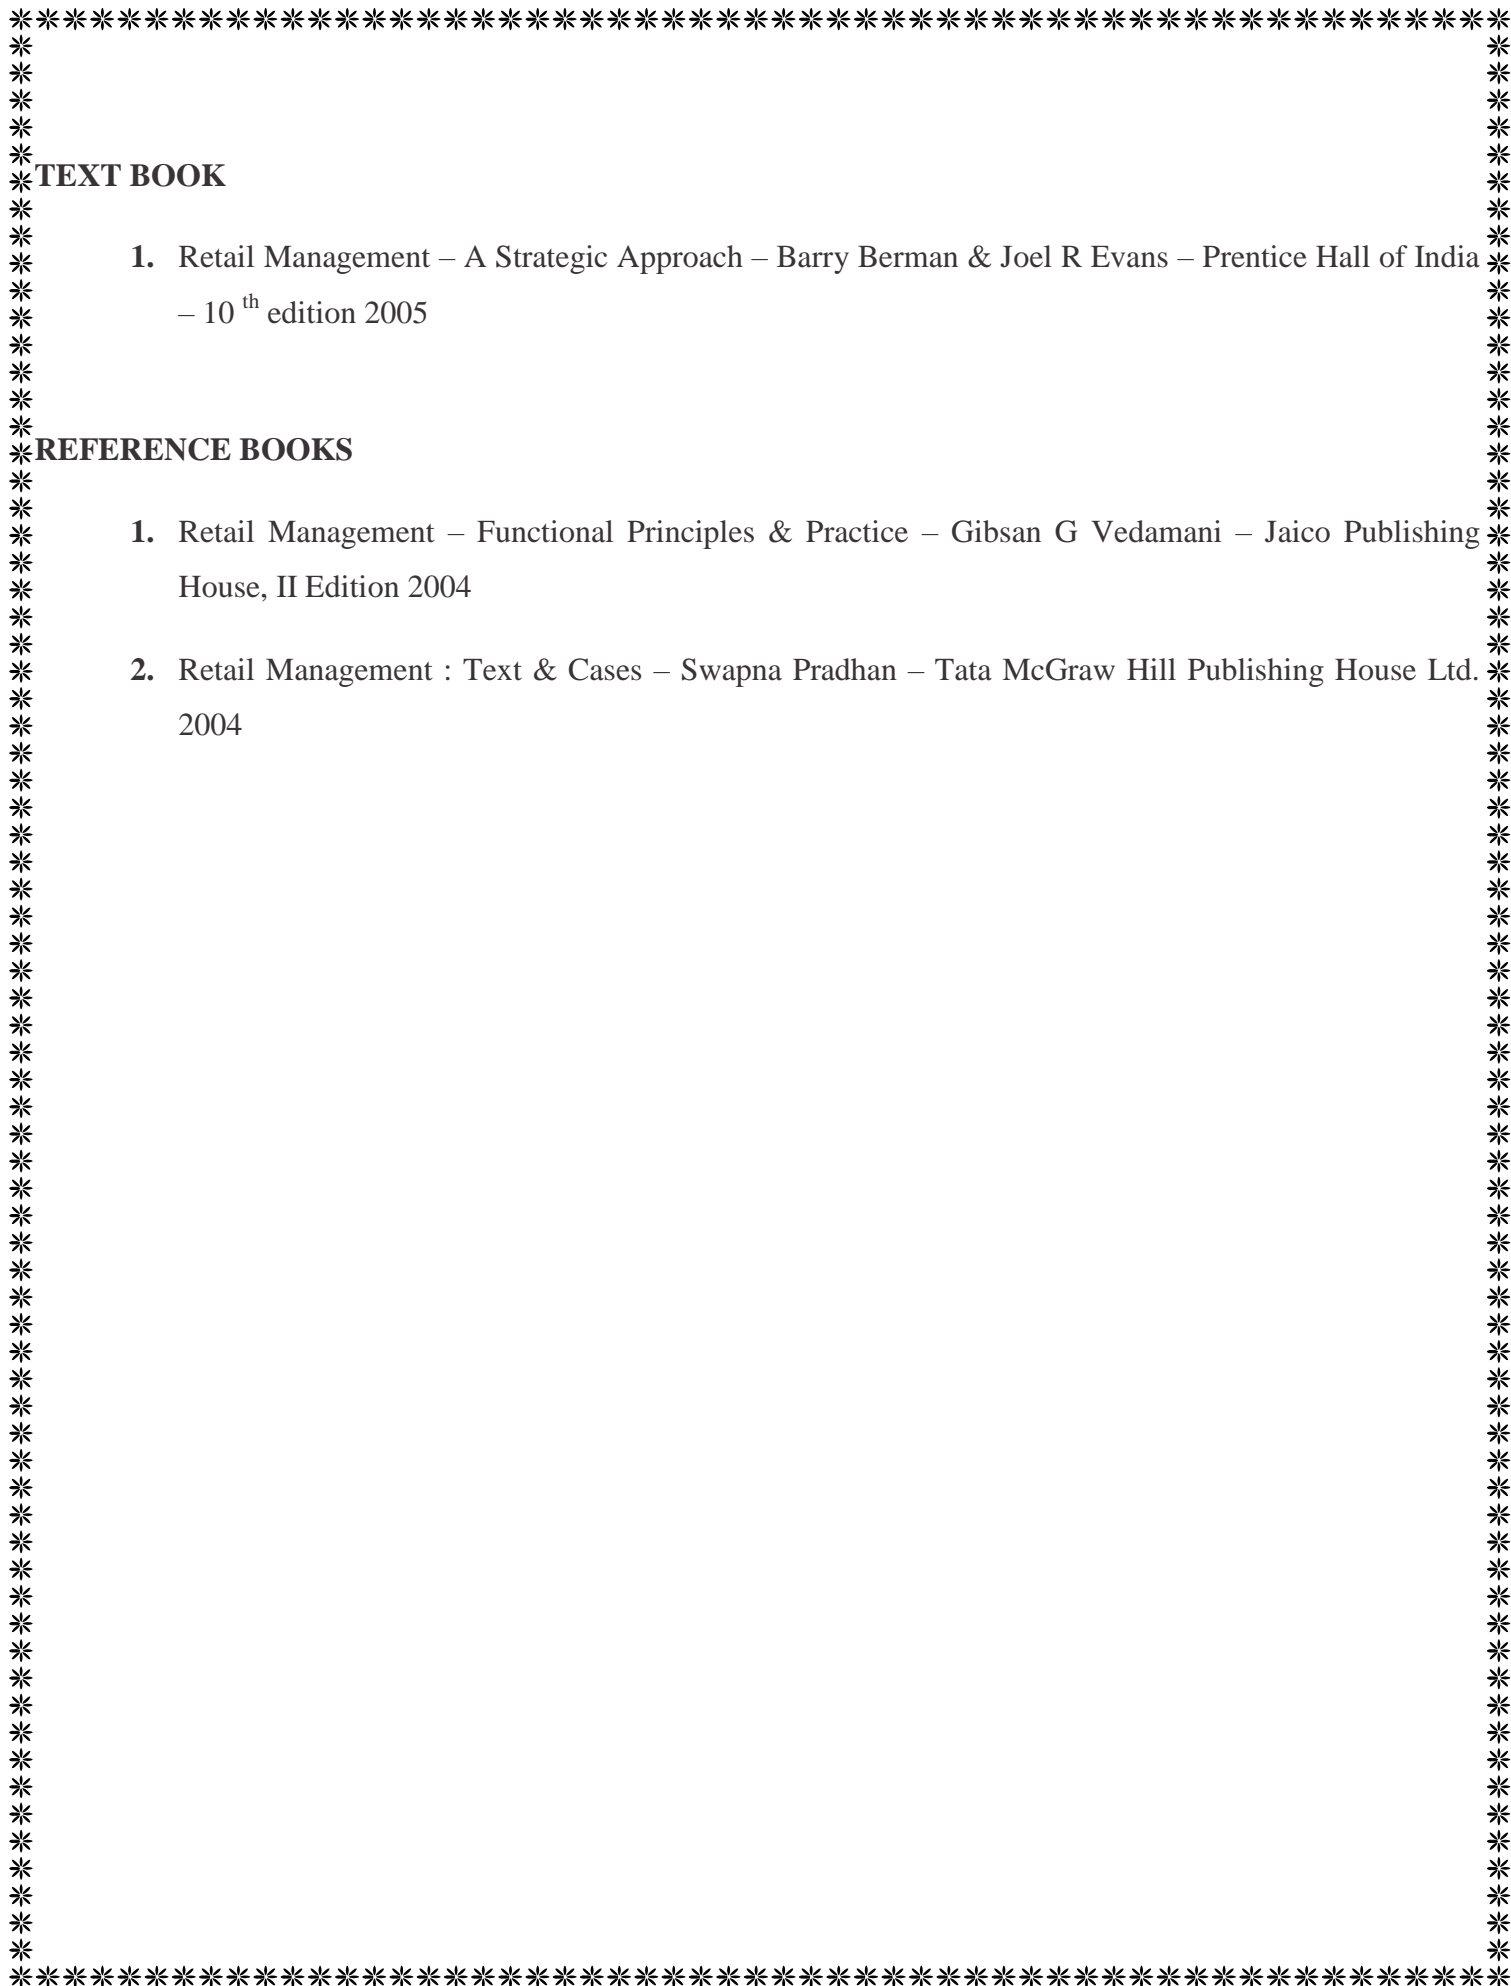 TEXT BOOK
1. Retail Management – A Strategic Approach – Barry Berman & Joel R Evans – Prentice Hall of India
– 10 th edition 2005
REFERENCE BOOKS
1. Retail Management – Functional Principles & Practice – Gibsan G Vedamani – Jaico Publishing
House, II Edition 2004
2. Retail Management : Text & Cases – Swapna Pradhan – Tata McGraw Hill Publishing House Ltd.
2004